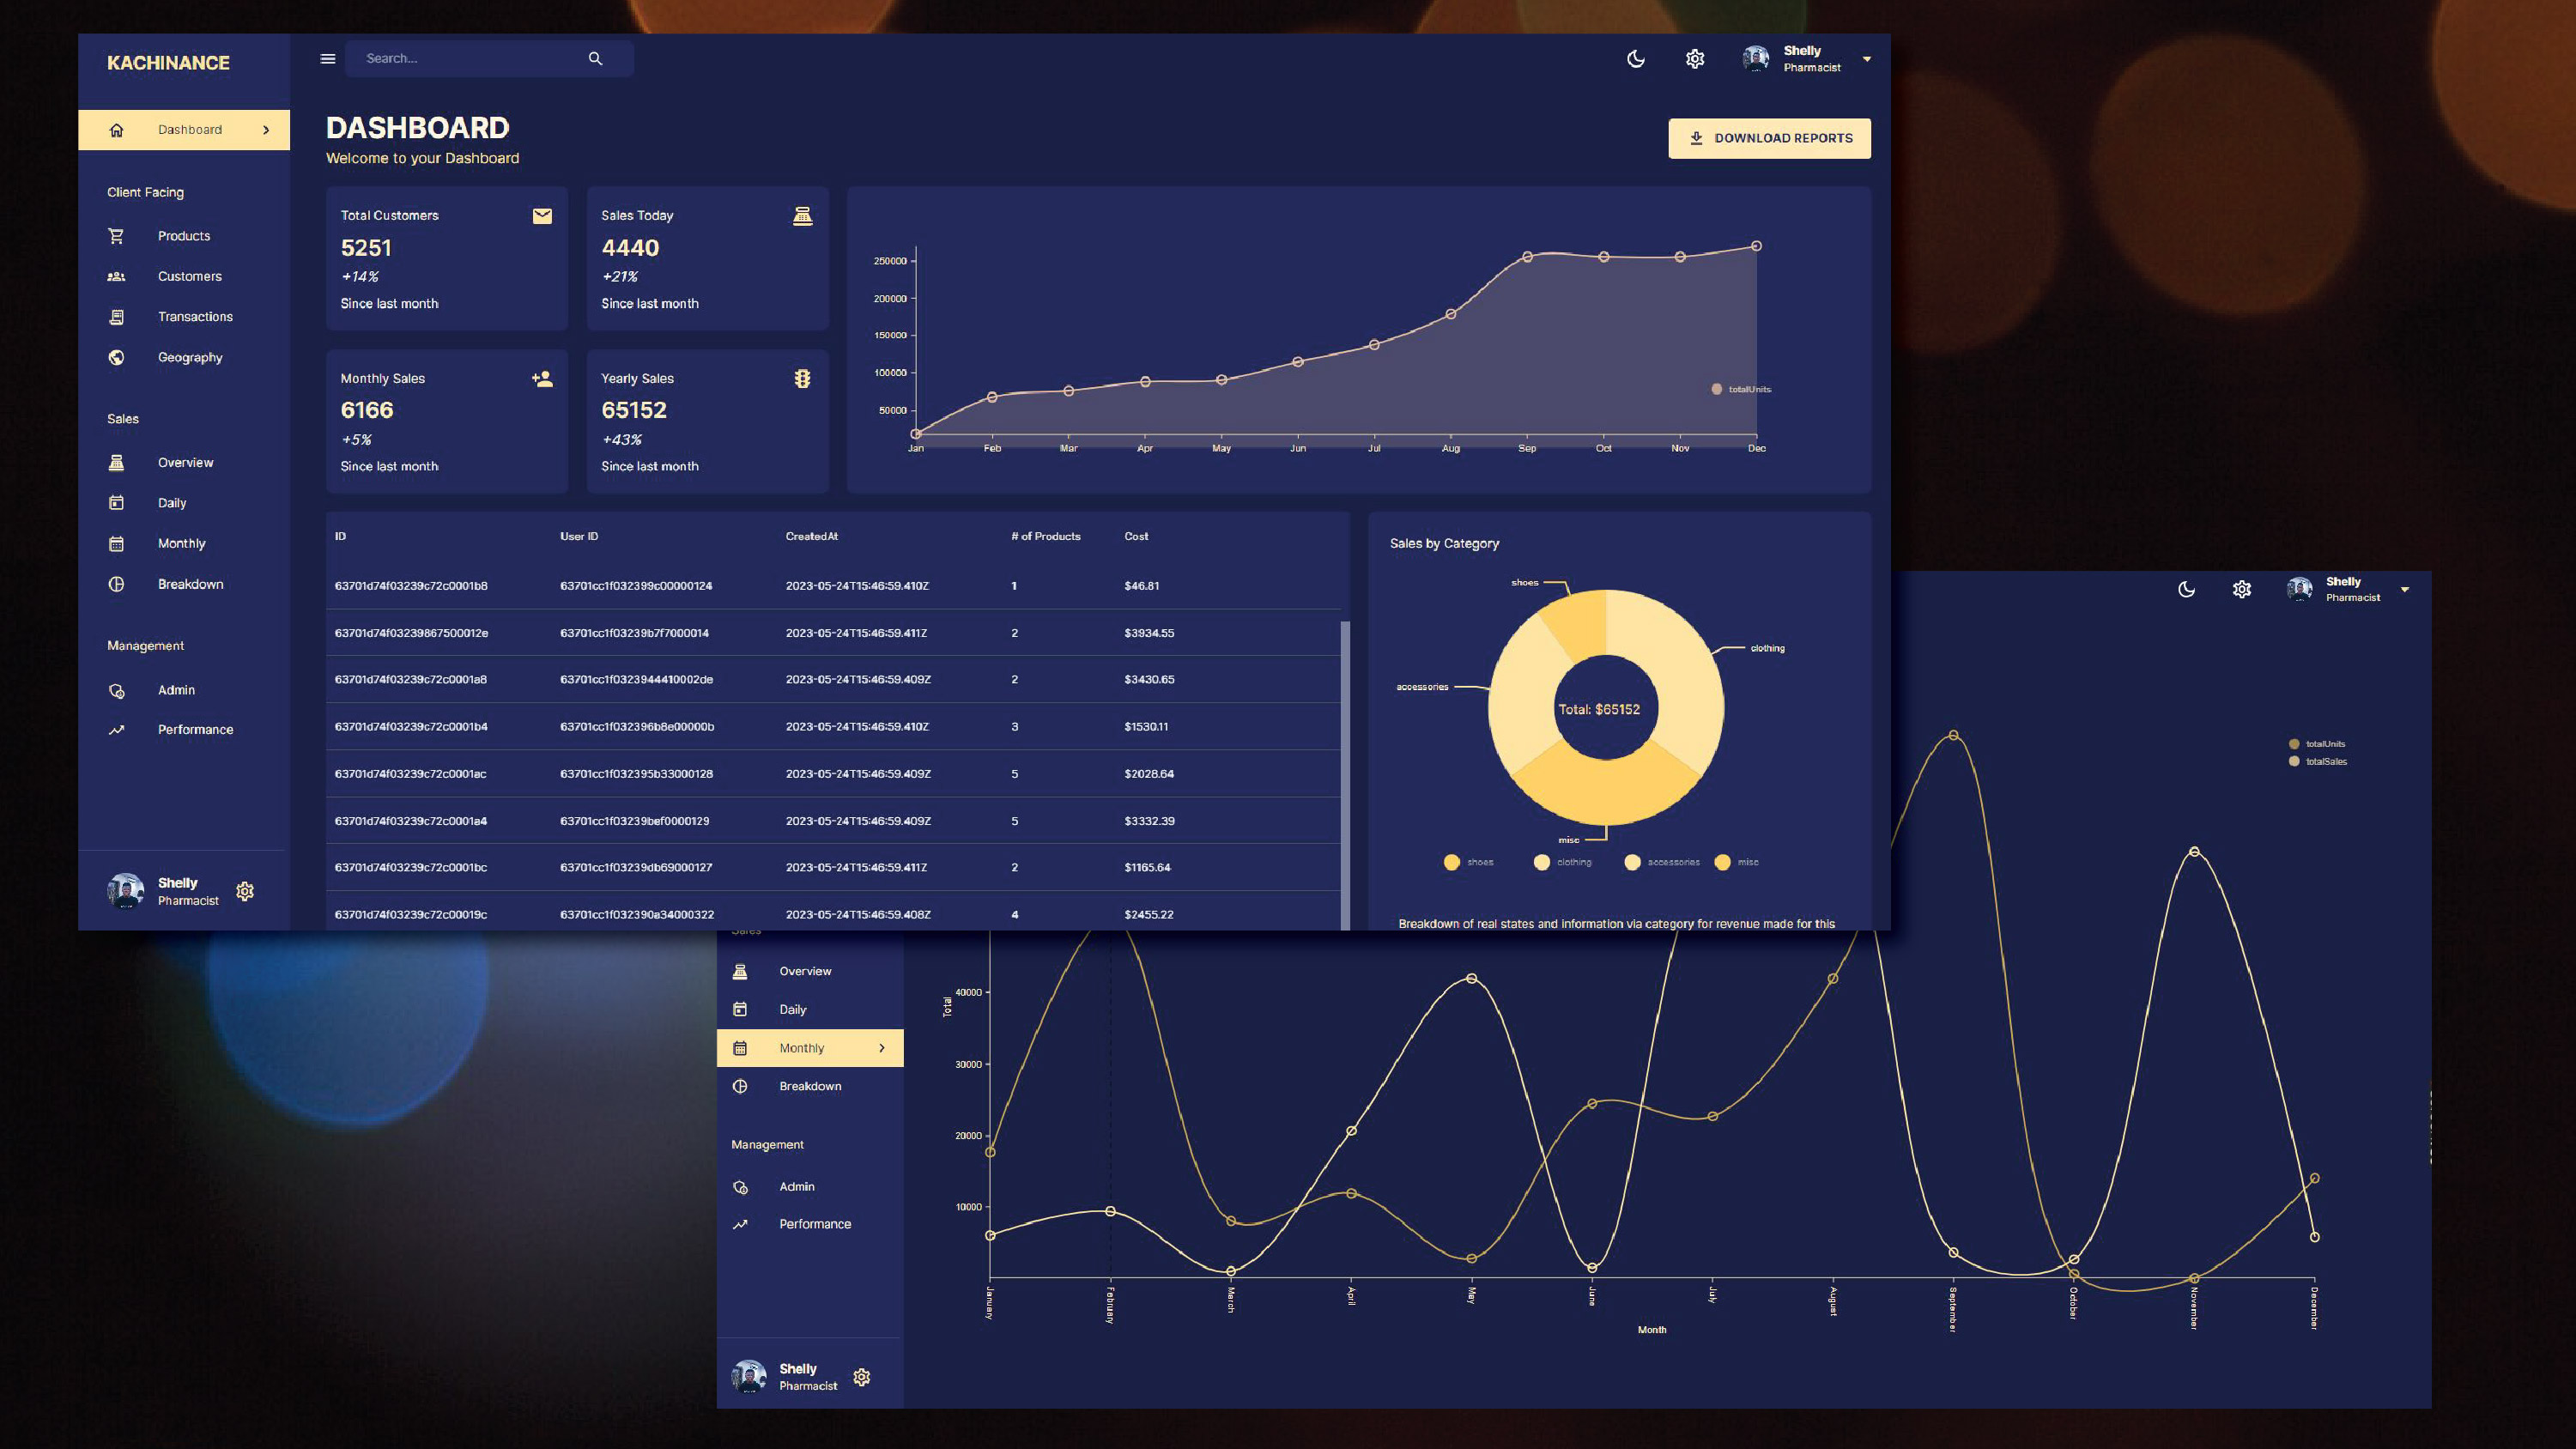 KACHINANCE
Search...
Shelly
Pharmacist
Dashboard
Client Facing
Products
Customers
Transactions
Geography
Sales
Overview
Daily
Monthly
Breakdown
Management
Admin
Performance
Shelly
Pharmacist
DASHBOARD
Welcome to your Dashboard
DOWNLOAD REPORTS
Total Customers
5251
+14%
Since last month
Sales Today
4440
+21%
Since last month
Monthly Sales
6166
+5%
Since last month
Yearly Sales
65152
+43%
Since last month
250000
200000
150000
100000
50000
Jan Feb Mar Apr May Jun Jul Aug Sep Oct Nov Dec
totalUnits
ID User ID CreatedAt # of Products Cost
63701d74f03239c72c0001b8 63701cc1f032399c00000124 2023-05-24T15:46:59.410Z 1 $46.81
63701d74f03239867500012e 63701cc1f03239b7f7000014 2023-05-24T15:46:59.411Z 2 $3934.55
63701d74f03239c72c0001a8 63701cc1f0323944410002de 2023-05-24T15:46:59.409Z 2 $3430.65
63701d74f03239c72c0001b4 63701cc1f032396b8e00000b 2023-05-24T15:46:59.410Z 3 $1530.11
63701d74f03239c72c0001ac 63701cc1f032395b33000128 2023-05-24T15:46:59.409Z 5 $2028.64
63701d74f03239c72c0001a4 63701cc1f03239bef0000129 2023-05-24T15:46:59.409Z 5 $3332.39
63701d74f03239c72c0001bc 63701cc1f03239db69000127 2023-05-24T15:46:59.411Z 2 $1165.64
63701d74f03239c72c00019c 63701cc1f032390a34000322 2023-05-24T15:46:59.408Z 4 $2455.22
Sales by Category
shoes
clothing
accessories
Total: $65152
misc
shoes clothing accessories misc
Breakdown of real states and information via category for revenue made for this
Shelly
Pharmacist
totalUnits
totalSales
Sales
Overview
Daily
Monthly
Breakdown
Management
Admin
Performance
Shelly
Pharmacist
Total
40000
30000
20000
10000
January February March April May June July August September October November December
Month